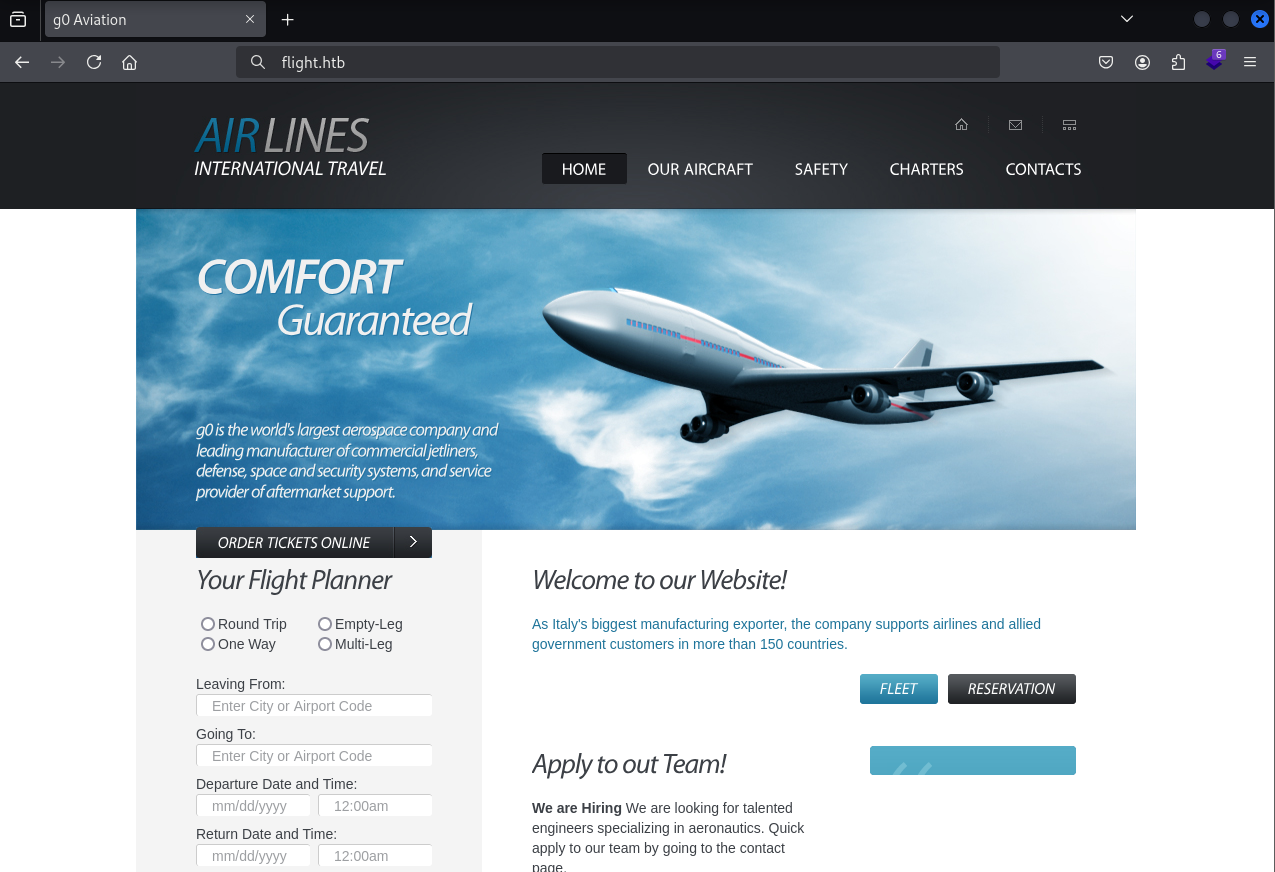 g0 Aviation
flight.htb
6
AIRLINES
INTERNATIONAL TRAVEL
HOME OUR AIRCRAFT SAFETY CHARTERS CONTACTS
COMFORT
Guaranteed
g0 is the world's largest aerospace company and
leading manufacturer of commercial jetliners,
defense, space and security systems, and service
provider of aftermarket support.
ORDER TICKETS ONLINE
Your Flight Planner
Round Trip Empty-Leg
One Way Multi-Leg
Leaving From:
Enter City or Airport Code
Going To:
Enter City or Airport Code
Departure Date and Time:
mm/dd/yyyy 12:00am
Return Date and Time:
mm/dd/yyyy 12:00am
Welcome to our Website!
As Italy's biggest manufacturing exporter, the company supports airlines and allied
government customers in more than 150 countries.
FLEET RESERVATION
Apply to out Team!
We are Hiring We are looking for talented
engineers specializing in aeronautics. Quick
apply to our team by going to the contact
page.